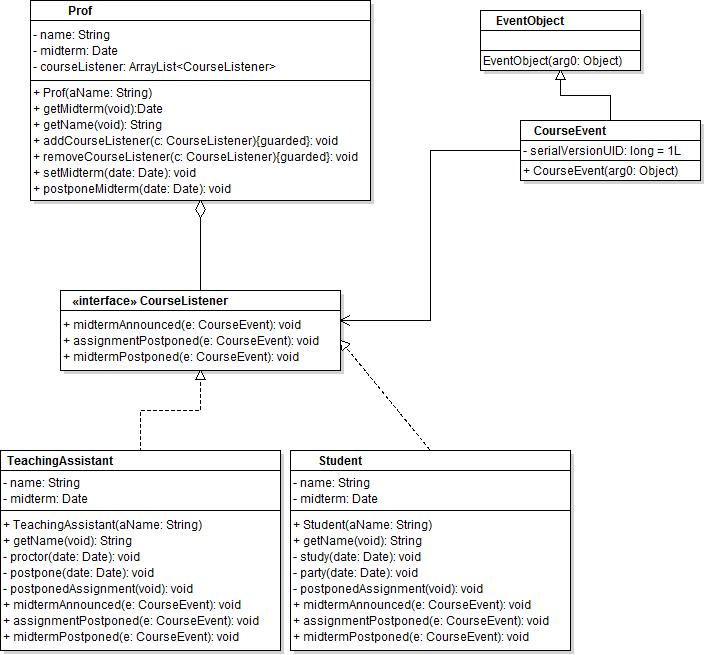 Prof
- name: String
- midterm: Date
- courseListener: ArrayList<CourseListener>
+ Prof(aName: String)
+ getMidterm(void):Date
+ getName(void): String
+ addCourseListener(c: CourseListener){guarded}: void
+ removeCourseListener(c: CourseListener){guarded}: void
+ setMidterm(date: Date): void
+ postponeMidterm(date: Date): void
EventObject
EventObject(arg0: Object)
CourseEvent
- serialVersionUID: long = 1L
+ CourseEvent(arg0: Object)
«interface» CourseListener
+ midtermAnnounced(e: CourseEvent): void
+ assignmentPostponed(e: CourseEvent): void
+ midtermPostponed(e: CourseEvent): void
TeachingAssistant
- name: String
- midterm: Date
+ TeachingAssistant(aName: String)
+ getName(void): String
- proctor(date: Date): void
- postpone(date: Date): void
- postponedAssignment(void): void
+ midtermAnnounced(e: CourseEvent): void
+ assignmentPostponed(e: CourseEvent): void
+ midtermPostponed(e: CourseEvent): void
Student
- name: String
- midterm: Date
+ Student(aName: String)
+ getName(void): String
- study(date: Date): void
- party(date: Date): void
- postponedAssignment(void): void
+ midtermAnnounced(e: CourseEvent): void
+ assignmentPostponed(e: CourseEvent): void
+ midtermPostponed(e: CourseEvent): void